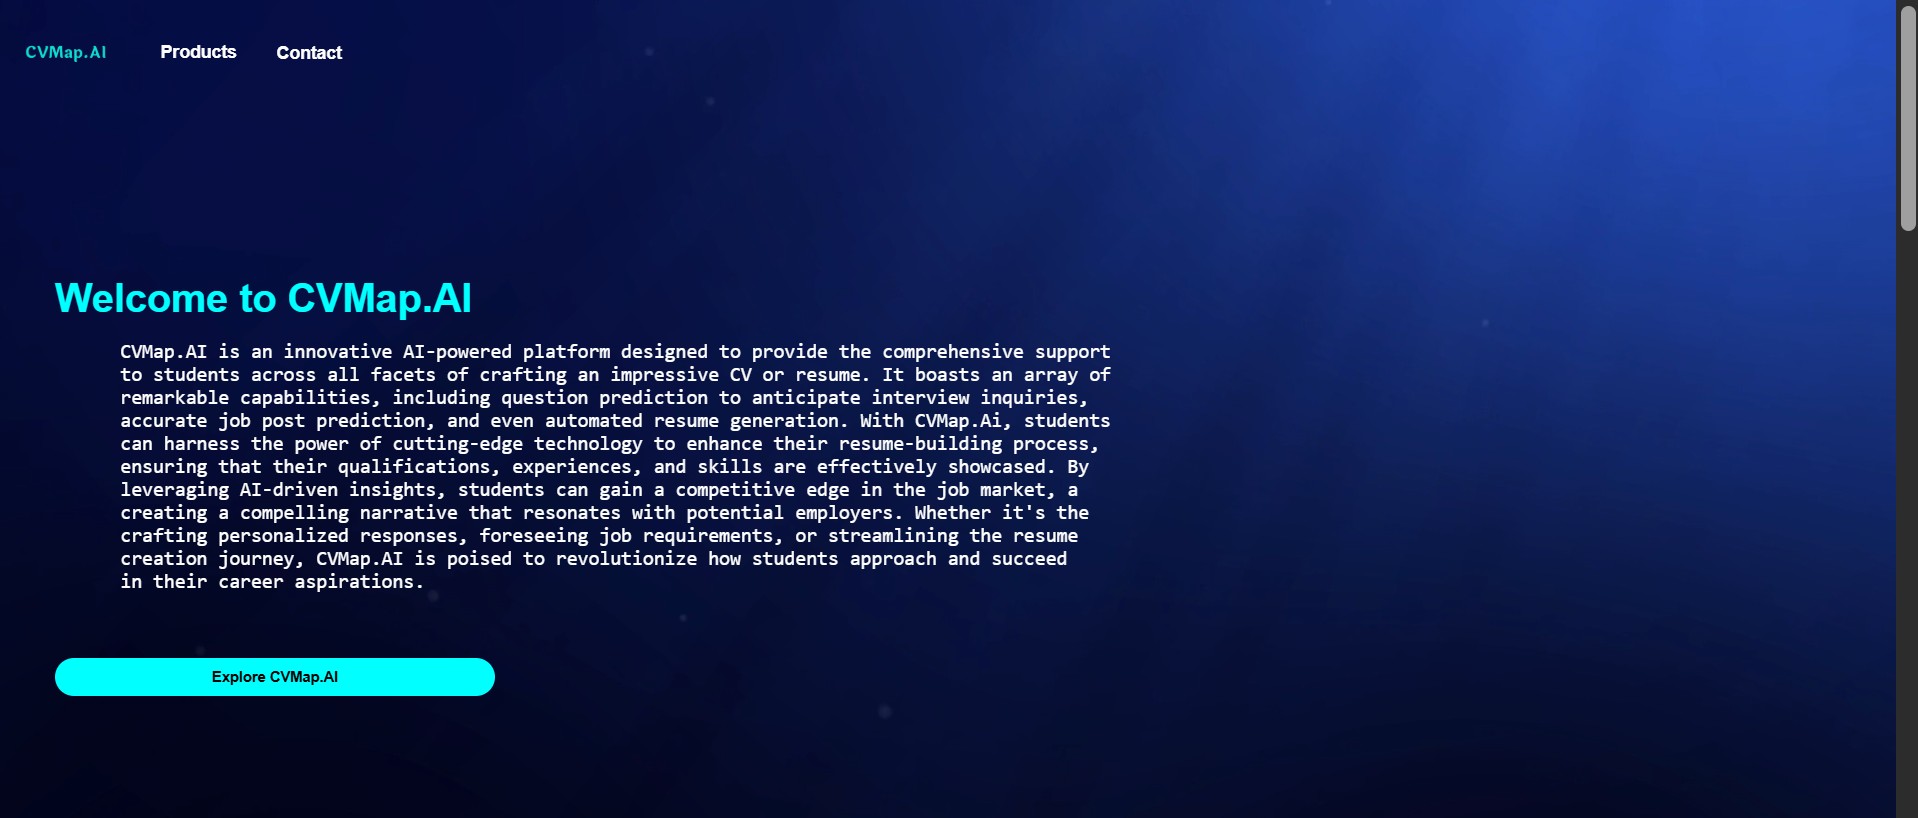 CVMap.AI
Products
Contact
Welcome to CVMap.AI
CVMap.AI is an innovative AI-powered platform designed to provide the comprehensive support
to students across all facets of crafting an impressive CV or resume. It boasts an array of
remarkable capabilities, including question prediction to anticipate interview inquiries,
accurate job post prediction, and even automated resume generation. With CVMap.Ai, students
can harness the power of cutting-edge technology to enhance their resume-building process,
ensuring that their qualifications, experiences, and skills are effectively showcased. By
leveraging AI-driven insights, students can gain a competitive edge in the job market, a
creating a compelling narrative that resonates with potential employers. Whether it's the
crafting personalized responses, foreseeing job requirements, or streamlining the resume
creation journey, CVMap.AI is poised to revolutionize how students approach and succeed
in their career aspirations.
Explore CVMap.AI